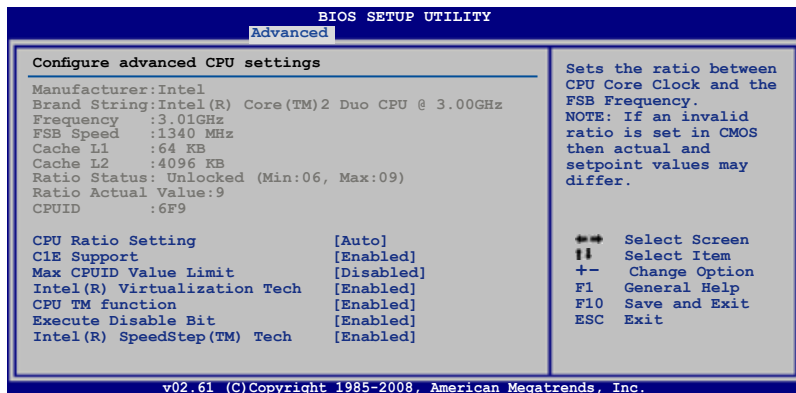 BIOS SETUP UTILITY
Advanced
Configure advanced CPU settings
Manufacturer:Intel
Brand String:Intel(R) Core(TM)2 Duo CPU @ 3.00GHz
Frequency :3.01GHz
FSB Speed :1340 MHz
Cache L1 :64 KB
Cache L2 :4096 KB
Ratio Status: Unlocked (Min:06, Max:09)
Ratio Actual Value:9
CPUID :6F9
CPU Ratio Setting [Auto]
C1E Support [Enabled]
Max CPUID Value Limit [Disabled]
Intel(R) Virtualization Tech [Enabled]
CPU TM function [Enabled]
Execute Disable Bit [Enabled]
Intel(R) SpeedStep(TM) Tech [Enabled]
Sets the ratio between
CPU Core Clock and the
FSB Frequency.
NOTE: If an invalid
ratio is set in CMOS
then actual and
setpoint values may
differ.
←→ Select Screen
↑↓ Select Item
+- Change Option
F1 General Help
F10 Save and Exit
ESC Exit
v02.61 (C)Copyright 1985-2008, American Megatrends, Inc.